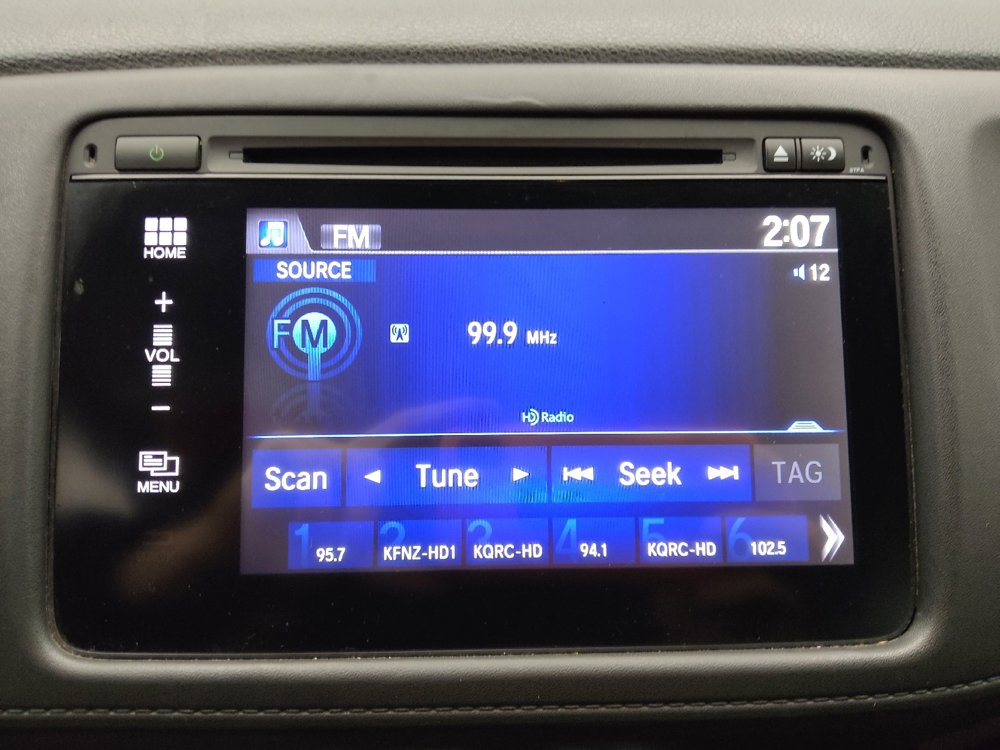 HOME
+
VOL
−
MENU
FM
2:07
SOURCE
12
FM
99.9 MHz
HD Radio
Scan
Tune
Seek
TAG
1 95.7
2 KFNZ-HD1
3 KQRC-HD
4 94.1
5 KQRC-HD
6 102.5